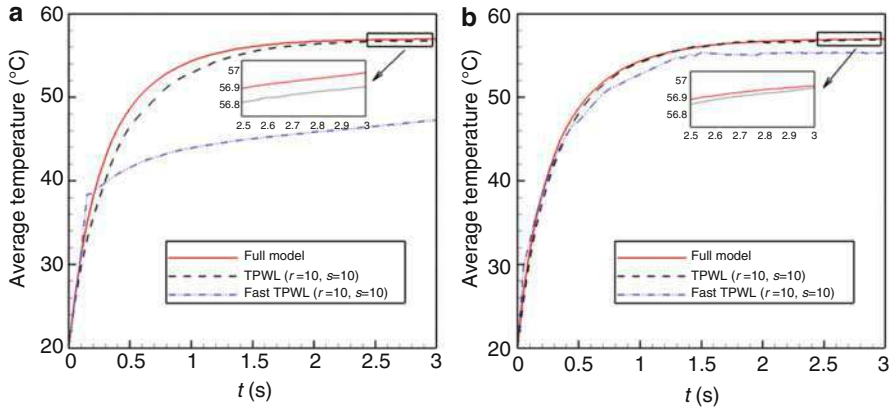 a
Average temperature (°C)
60
50
40
30
20
57
56.9
56.8
2.5 2.6 2.7 2.8 2.9 3
Full model
TPWL (r=10, s=10)
Fast TPWL (r=10, s=10)
0 0.5 1 1.5 2 2.5 3
t (s)
b
Average temperature (°C)
60
50
40
30
20
57
56.9
56.8
2.5 2.6 2.7 2.8 2.9 3
Full model
TPWL (r=10, s=10)
Fast TPWL (r=10, s=10)
0 0.5 1 1.5 2 2.5 3
t (s)